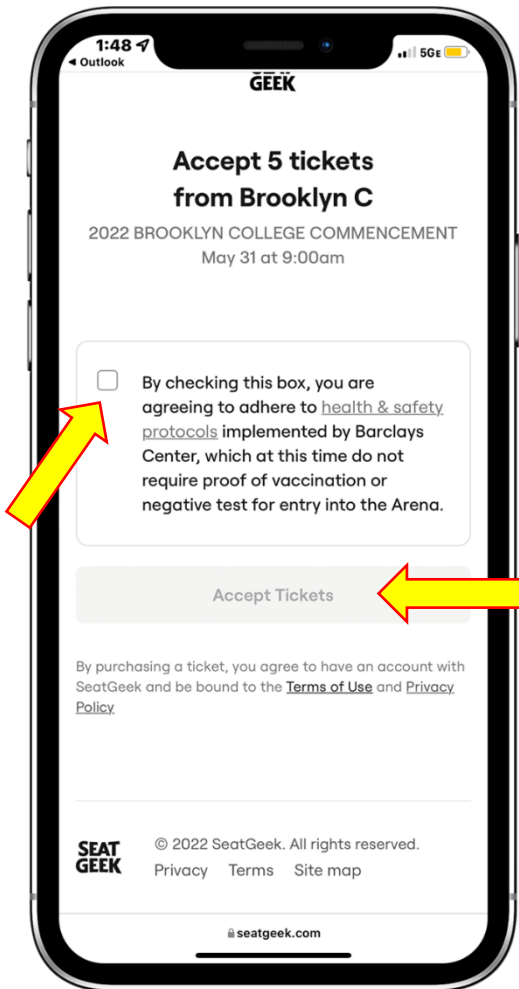 1:48
◄ Outlook
5GE
GEEK
Accept 5 tickets
from Brooklyn C
2022 BROOKLYN COLLEGE COMMENCEMENT
May 31 at 9:00am
By checking this box, you are
agreeing to adhere to health & safety
protocols implemented by Barclays
Center, which at this time do not
require proof of vaccination or
negative test for entry into the Arena.
Accept Tickets
By purchasing a ticket, you agree to have an account with
SeatGeek and be bound to the Terms of Use and Privacy
Policy
SEAT
GEEK
© 2022 SeatGeek. All rights reserved.
Privacy Terms Site map
seatgeek.com